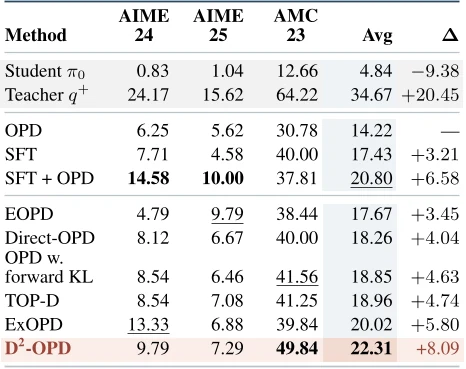 AIME AIME AMC
Method 24 25 23 Avg Δ
Student π₀ 0.83 1.04 12.66 4.84 −9.38
Teacher q⁺ 24.17 15.62 64.22 34.67 +20.45
OPD 6.25 5.62 30.78 14.22 —
SFT 7.71 4.58 40.00 17.43 +3.21
SFT + OPD 14.58 10.00 37.81 20.80 +6.58
EOPD 4.79 9.79 38.44 17.67 +3.45
Direct-OPD 8.12 6.67 40.00 18.26 +4.04
OPD w.
forward KL 8.54 6.46 41.56 18.85 +4.63
TOP-D 8.54 7.08 41.25 18.96 +4.74
ExOPD 13.33 6.88 39.84 20.02 +5.80
D²-OPD 9.79 7.29 49.84 22.31 +8.09